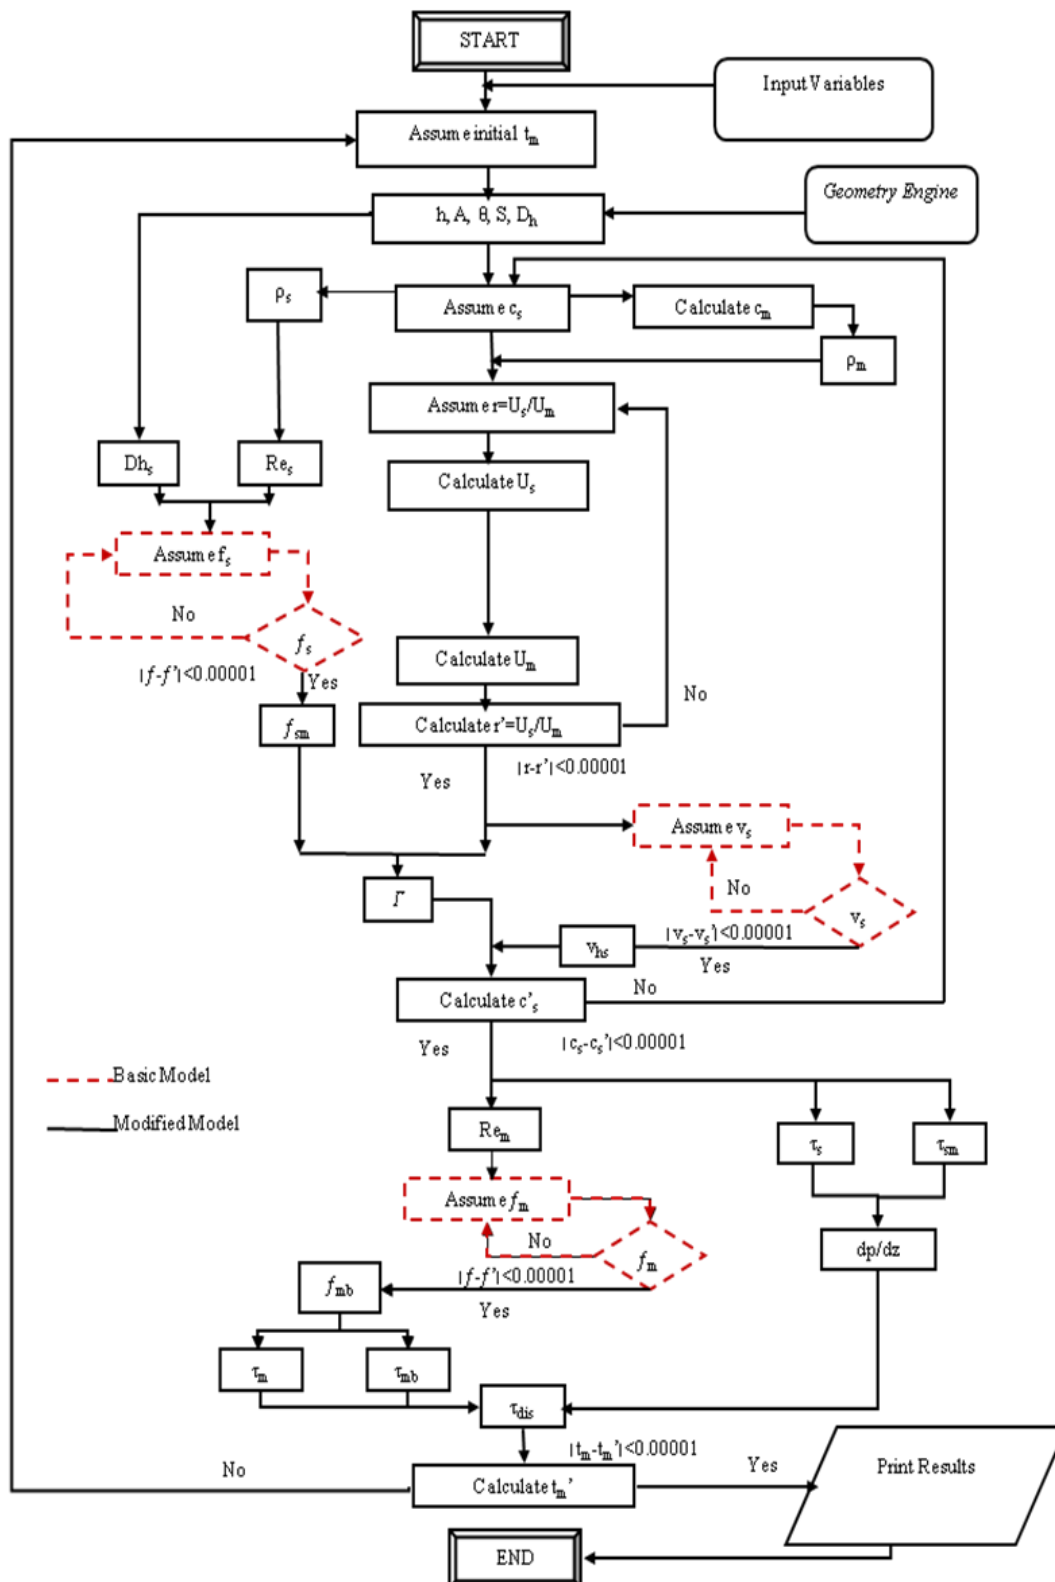 START
Input Variables
Assume initial tm
Geometry Engine
h, A, θ, S, Dh
ρs
Assume cs
Calculate cm
ρm
Assume r=Us/Um
Dhs
Res
Calculate Us
Assume fs
No
fs
|f-f'|<0.00001
Yes
Calculate Um
No
fsm
Calculate r'=Us/Um
Yes
|r-r'|<0.00001
Assume vs
No
Γ
vs
|vs-vs'|<0.00001
vhs
Yes
Calculate c's
No
Yes
|cs-cs'|<0.00001
Basic Model
Modified Model
Rem
τs
τsm
Assume fm
No
fm
dp/dz
|f-f'|<0.00001
fmb
Yes
τm
τmb
τdis
|tm-tm'|<0.00001
No
Calculate tm'
Yes
Print Results
END